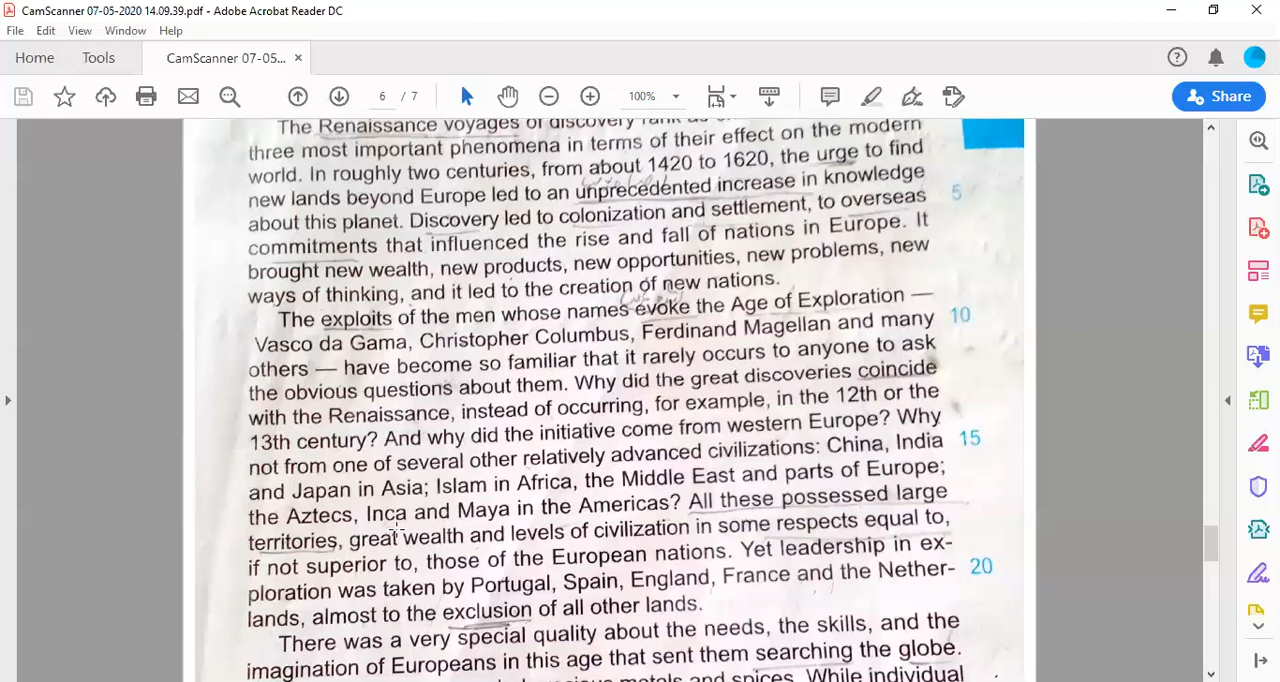 CamScanner 07-05-2020 14.09.39.pdf - Adobe Acrobat Reader DC
File Edit View Window Help
Home Tools CamScanner 07-05... ×
6 / 7 100% Share
The Renaissance voyages of discovery rank as
three most important phenomena in terms of their effect on the modern
world. In roughly two centuries, from about 1420 to 1620, the urge to find
new lands beyond Europe led to an unprecedented increase in knowledge 5
about this planet. Discovery led to colonization and settlement, to overseas
commitments that influenced the rise and fall of nations in Europe. It
brought new wealth, new products, new opportunities, new problems, new
ways of thinking, and it led to the creation of new nations.
The exploits of the men whose names evoke the Age of Exploration —
Vasco da Gama, Christopher Columbus, Ferdinand Magellan and many 10
others — have become so familiar that it rarely occurs to anyone to ask
the obvious questions about them. Why did the great discoveries coincide
with the Renaissance, instead of occurring, for example, in the 12th or the
13th century? And why did the initiative come from western Europe? Why
not from one of several other relatively advanced civilizations: China, India 15
and Japan in Asia; Islam in Africa, the Middle East and parts of Europe;
the Aztecs, Inca and Maya in the Americas? All these possessed large
territories, great wealth and levels of civilization in some respects equal to,
if not superior to, those of the European nations. Yet leadership in ex-
ploration was taken by Portugal, Spain, England, France and the Nether- 20
lands, almost to the exclusion of all other lands.
There was a very special quality about the needs, the skills, and the
imagination of Europeans in this age that sent them searching the globe.
metals and spices. While individual